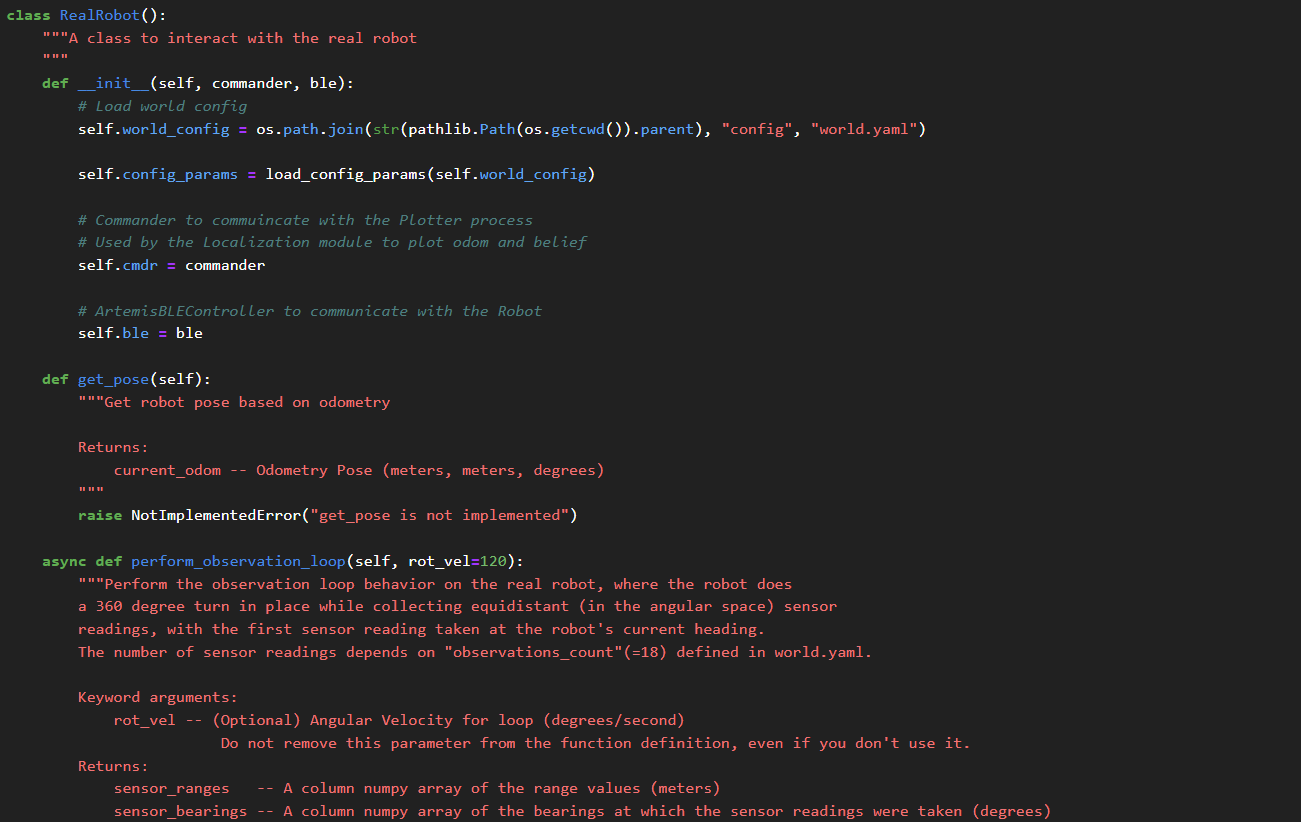 class RealRobot():
    """A class to interact with the real robot
    """
    def __init__(self, commander, ble):
        # Load world config
        self.world_config = os.path.join(str(pathlib.Path(os.getcwd()).parent), "config", "world.yaml")

        self.config_params = load_config_params(self.world_config)

        # Commander to commuincate with the Plotter process
        # Used by the Localization module to plot odom and belief
        self.cmdr = commander

        # ArtemisBLEController to communicate with the Robot
        self.ble = ble

    def get_pose(self):
        """Get robot pose based on odometry

        Returns:
            current_odom -- Odometry Pose (meters, meters, degrees)
        """
        raise NotImplementedError("get_pose is not implemented")

    async def perform_observation_loop(self, rot_vel=120):
        """Perform the observation loop behavior on the real robot, where the robot does
        a 360 degree turn in place while collecting equidistant (in the angular space) sensor
        readings, with the first sensor reading taken at the robot's current heading.
        The number of sensor readings depends on "observations_count"(=18) defined in world.yaml.

        Keyword arguments:
            rot_vel -- (Optional) Angular Velocity for loop (degrees/second)
                        Do not remove this parameter from the function definition, even if you don't use it.
        Returns:
            sensor_ranges   -- A column numpy array of the range values (meters)
            sensor_bearings -- A column numpy array of the bearings at which the sensor readings were taken (degrees)